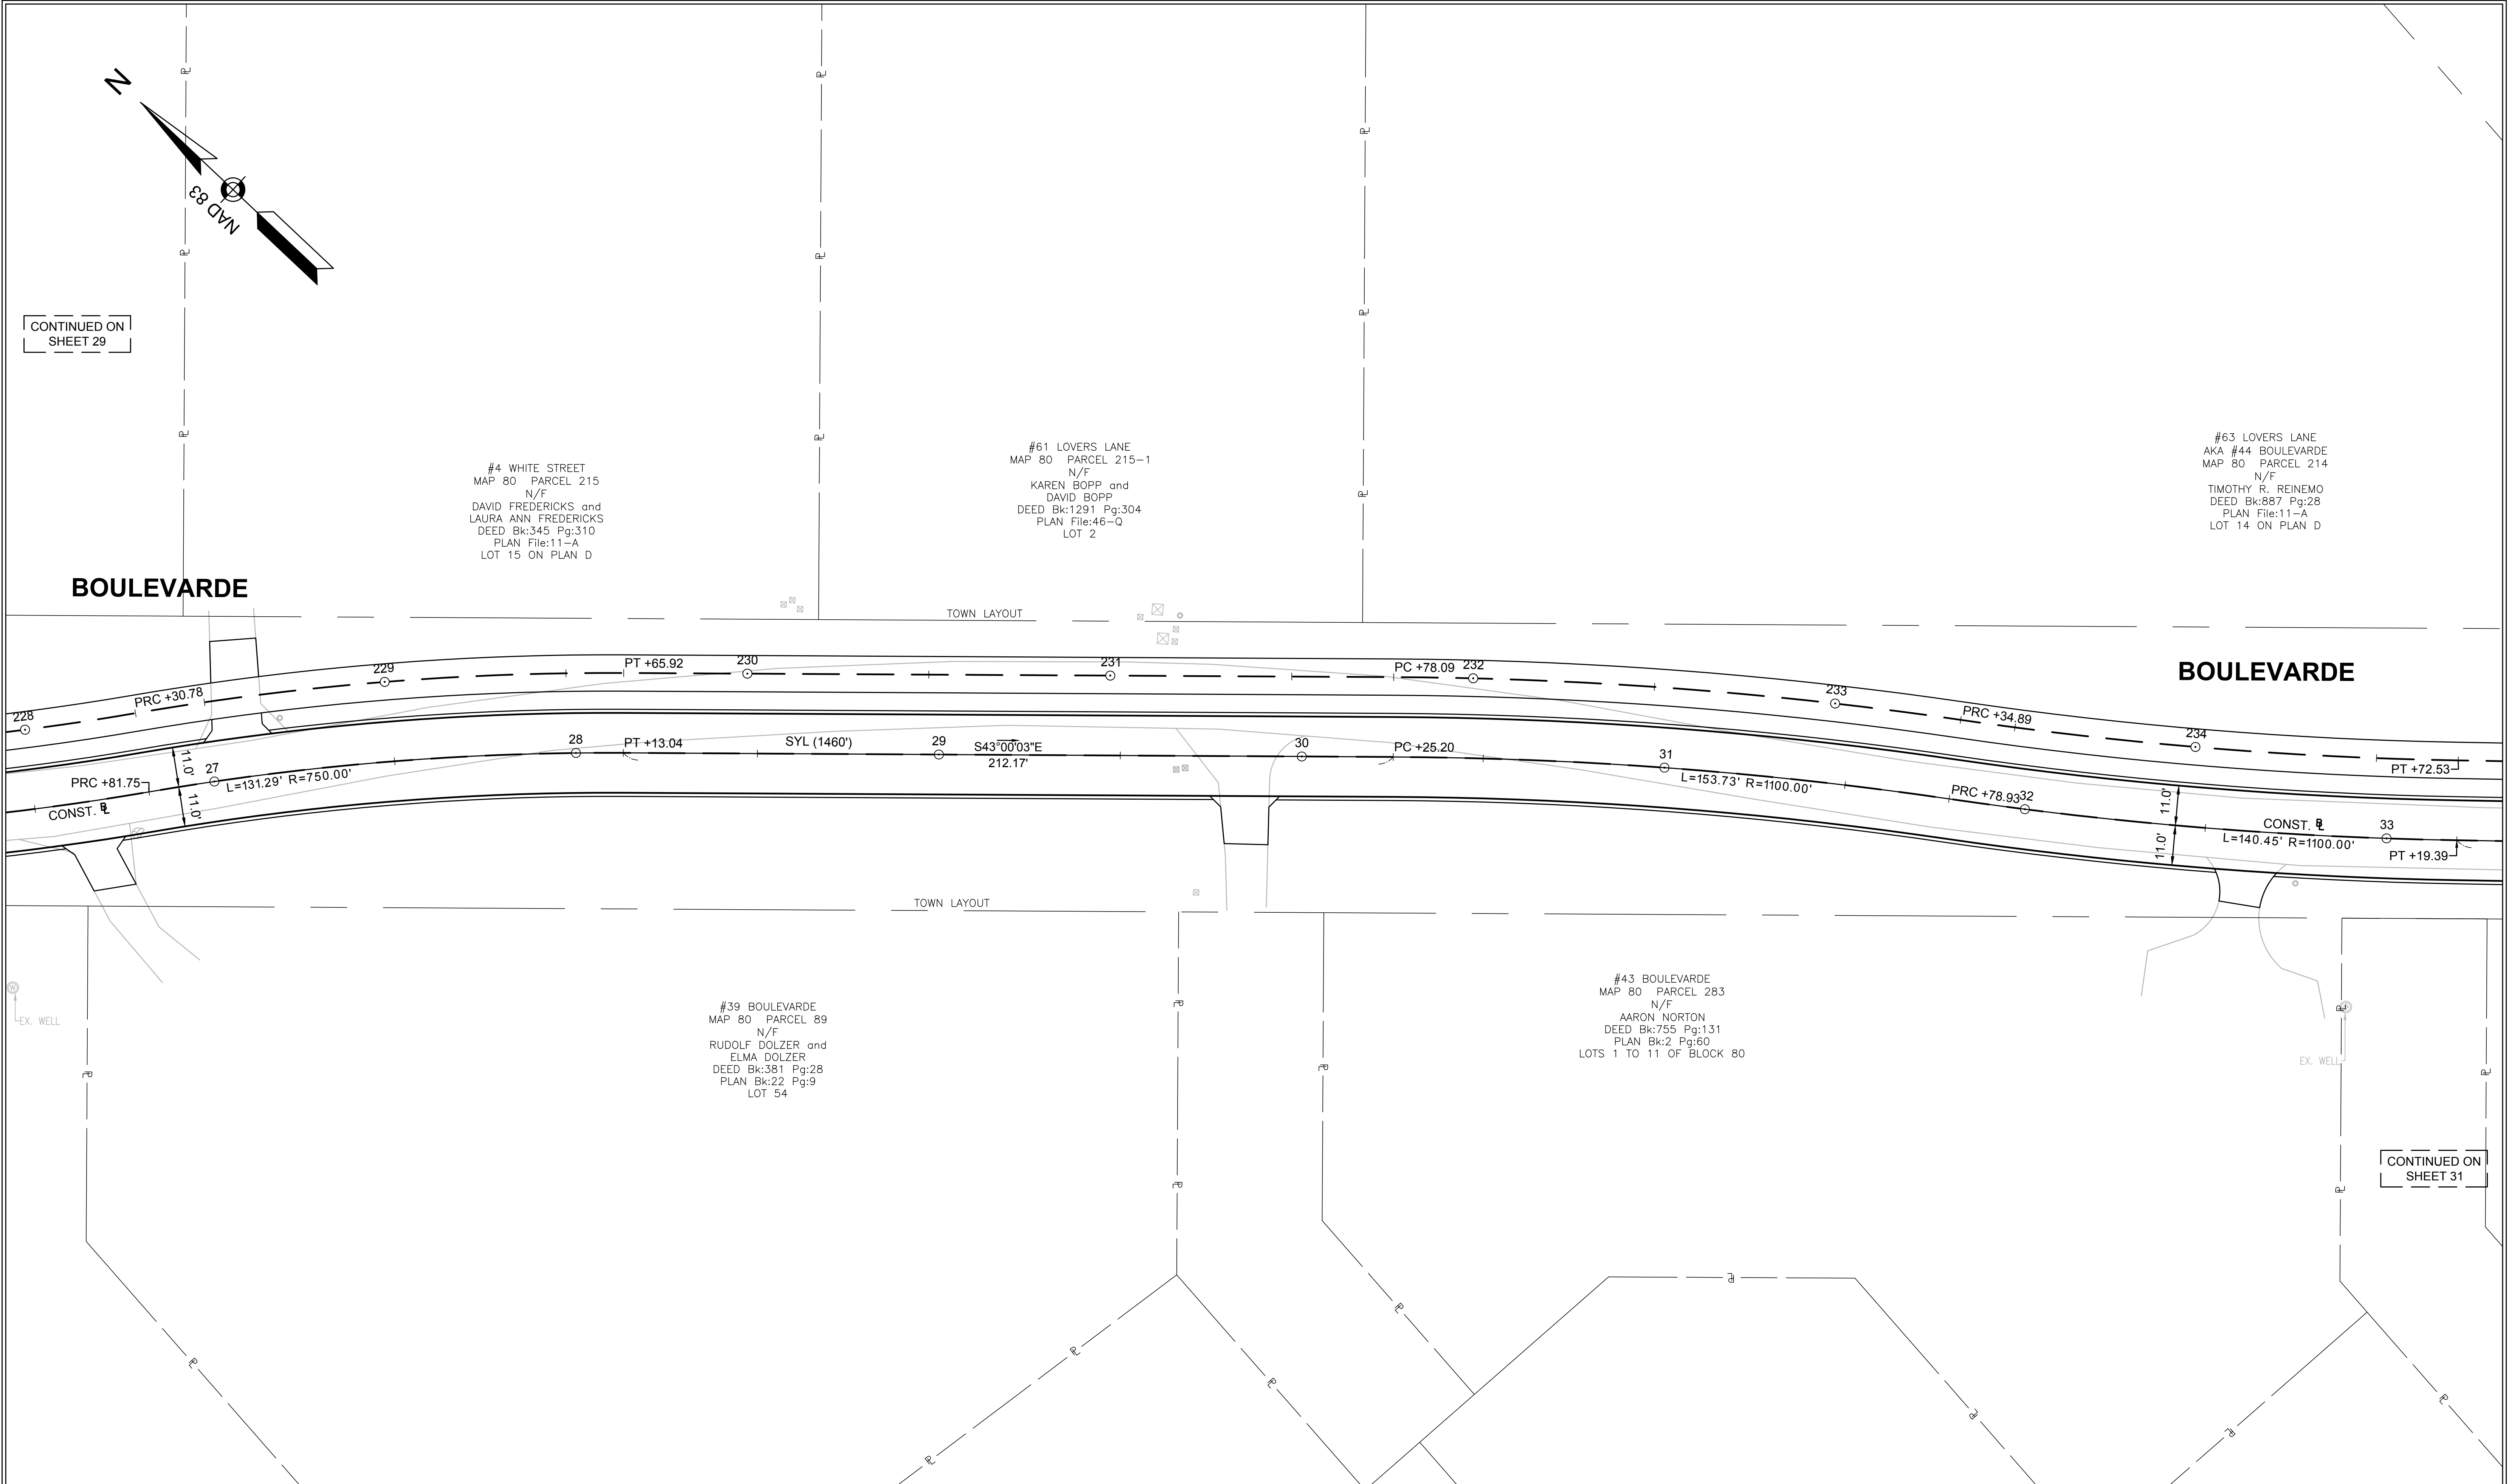 N
NAD 83
CONTINUED ON
SHEET 29
#4 WHITE STREET
MAP 80 PARCEL 215
N/F
DAVID FREDERICKS and
LAURA ANN FREDERICKS
DEED Bk:345 Pg:310
PLAN File:11-A
LOT 15 ON PLAN D
#61 LOVERS LANE
MAP 80 PARCEL 215-1
N/F
KAREN BOPP and
DAVID BOPP
DEED Bk:1291 Pg:304
PLAN File:46-Q
LOT 2
#63 LOVERS LANE
AKA #44 BOULEVARDE
MAP 80 PARCEL 214
N/F
TIMOTHY R. REINEMO
DEED Bk:887 Pg:28
PLAN File:11-A
LOT 14 ON PLAN D
BOULEVARDE
TOWN LAYOUT
BOULEVARDE
228
PRC +30.78
229
PT +65.92
230
231
PC +78.09
232
233
PRC +34.89
234
PT +72.53
PRC +81.75
CONST. BL
11.0'
11.0'
27
L=131.29' R=750.00'
28
PT +13.04
SYL (1460')
29
S43°00'03"E
212.17'
30
PC +25.20
31
L=153.73' R=1100.00'
PRC +78.93
32
11.0'
11.0'
CONST. BL
L=140.45' R=1100.00'
33
PT +19.39
TOWN LAYOUT
W
EX. WELL
#39 BOULEVARDE
MAP 80 PARCEL 89
N/F
RUDOLF DOLZER and
ELMA DOLZER
DEED Bk:381 Pg:28
PLAN Bk:22 Pg:9
LOT 54
#43 BOULEVARDE
MAP 80 PARCEL 283
N/F
AARON NORTON
DEED Bk:755 Pg:131
PLAN Bk:2 Pg:60
LOTS 1 TO 11 OF BLOCK 80
EX. WELL
CONTINUED ON
SHEET 31